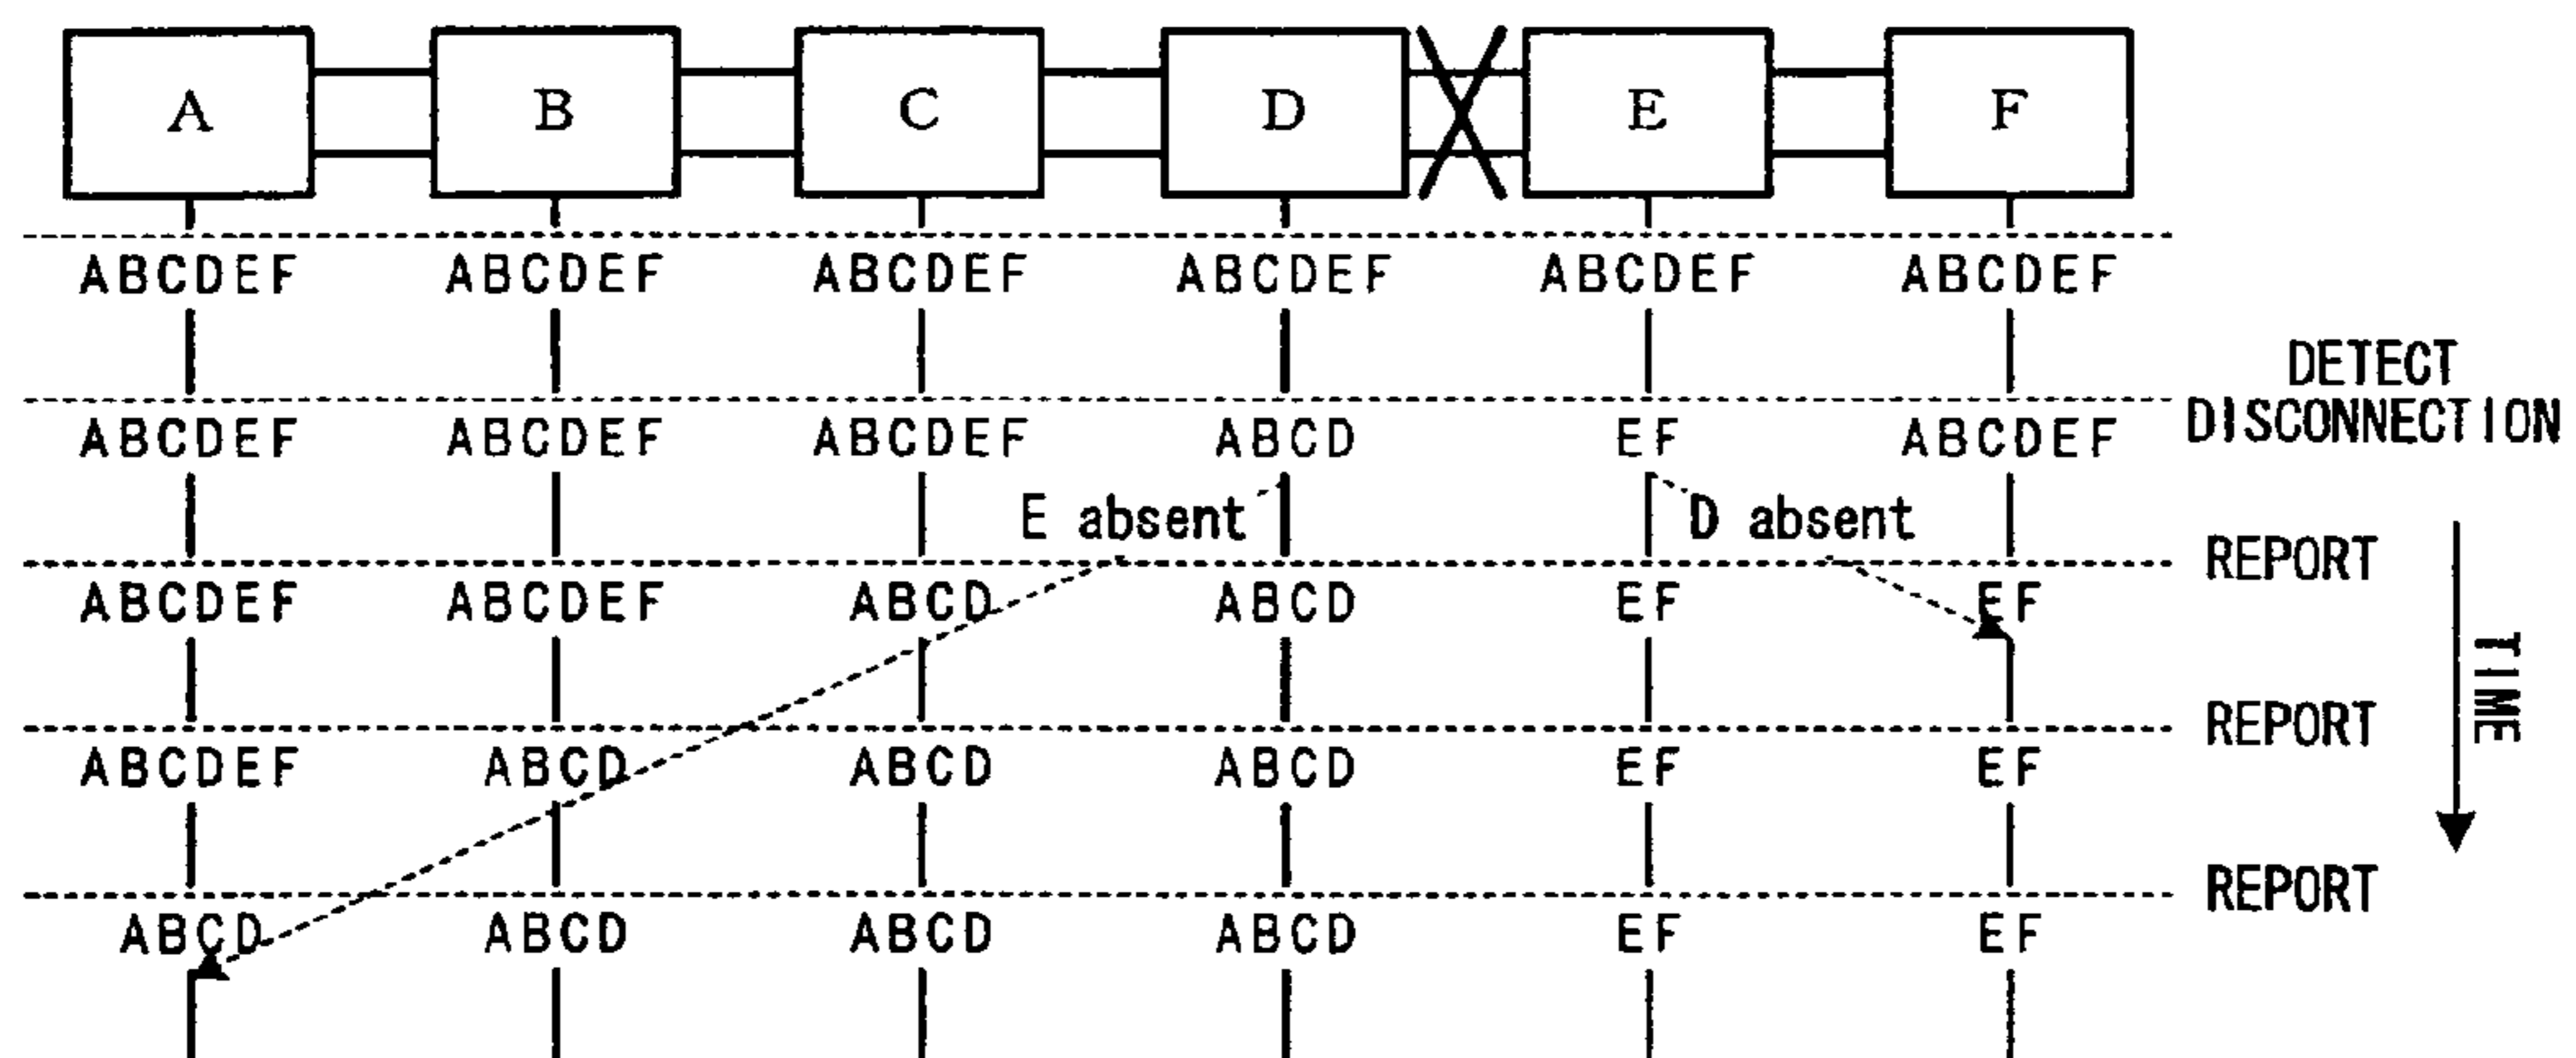 A B C D E F
ABCDEF ABCDEF ABCDEF ABCDEF ABCDEF ABCDEF
DETECT
ABCDEF ABCDEF ABCDEF ABCD EF ABCDEF DISCONNECTION
E absent D absent
REPORT
ABCDEF ABCDEF ABCD ABCD EF EF
REPORT
TIME
ABCDEF ABCD ABCD ABCD EF EF
REPORT
ABCD ABCD ABCD ABCD EF EF